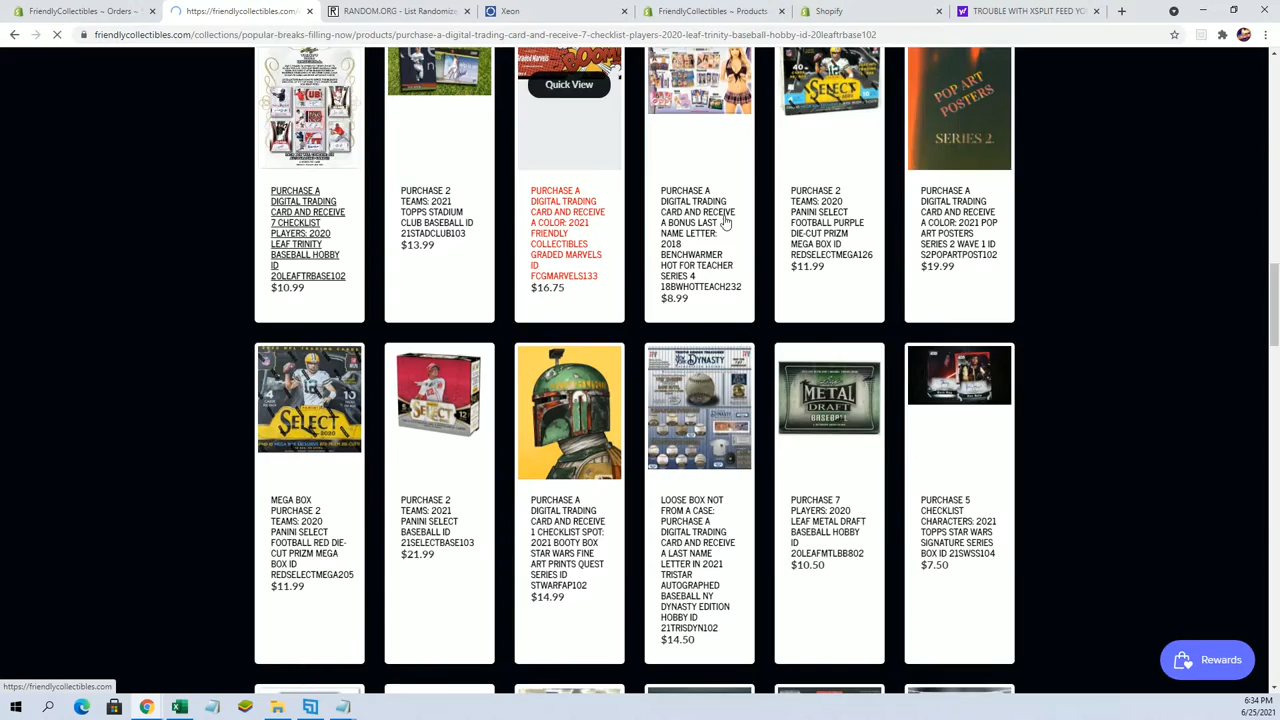 FriendlyCollectibles ~ Orders ~
https://friendlycollectibles.com/
RANDOM.ORG - List Randomizer
Xeon
FriendlyCollectibles ~ Products
Shopify
TROUBLE WITH XSPLIT FEED YO
friendlycollectibles.com/collections/popular-breaks-filling-now/products/purchase-a-digital-trading-card-and-receive-7-checklist-players-2020-leaf-trinity-baseball-hobby-id-20leaftrbase102
Quick View
SELECT
POP ART
POSTERS
SERIES 2
PURCHASE A
DIGITAL TRADING
CARD AND RECEIVE
7 CHECKLIST
PLAYERS: 2020
LEAF TRINITY
BASEBALL HOBBY
ID
20LEAFTRBASE102
$10.99
PURCHASE 2
TEAMS: 2021
TOPPS STADIUM
CLUB BASEBALL ID
21STADCLUB103
$13.99
PURCHASE A
DIGITAL TRADING
CARD AND RECEIVE
A COLOR: 2021
FRIENDLY
COLLECTIBLES
GRADED MARVELS
ID
FCGMARVELS133
$16.75
PURCHASE A
DIGITAL TRADING
CARD AND RECEIVE
A BONUS LAST
NAME LETTER:
2018
BENCHWARMER
HOT FOR TEACHER
SERIES 4
18BWHOTTEACH232
$8.99
PURCHASE 2
TEAMS: 2020
PANINI SELECT
FOOTBALL PURPLE
DIE-CUT PRIZM
MEGA BOX ID
REDSELECTMEGA126
$11.99
PURCHASE A
DIGITAL TRADING
CARD AND RECEIVE
A COLOR: 2021 POP
ART POSTERS
SERIES 2 WAVE 1 ID
S2POPARTPOST102
$19.99
SELECT
2020
SELECT
DYNASTY
METAL
DRAFT
BASEBALL
MEGA BOX
PURCHASE 2
TEAMS: 2020
PANINI SELECT
FOOTBALL RED DIE-
CUT PRIZM MEGA
BOX ID
REDSELECTMEGA205
$11.99
PURCHASE 2
TEAMS: 2021
PANINI SELECT
BASEBALL ID
21SELECTBASE103
$21.99
PURCHASE A
DIGITAL TRADING
CARD AND RECEIVE
1 CHECKLIST SPOT:
2021 BOOTY BOX
STAR WARS FINE
ART PRINTS QUEST
SERIES ID
STWARFAP102
$14.99
LOOSE BOX NOT
FROM A CASE:
PURCHASE A
DIGITAL TRADING
CARD AND RECEIVE
A LAST NAME
LETTER IN 2021
TRISTAR
AUTOGRAPHED
BASEBALL NY
DYNASTY EDITION
HOBBY ID
21TRISDYN102
$14.50
PURCHASE 7
PLAYERS: 2020
LEAF METAL DRAFT
BASEBALL HOBBY
ID
20LEAFMTLBB802
$10.50
PURCHASE 5
CHECKLIST
CHARACTERS: 2021
TOPPS STAR WARS
SIGNATURE SERIES
BOX ID 21SWSS104
$7.50
Rewards
https://friendlycollectibles.com
6:34 PM
6/25/2021